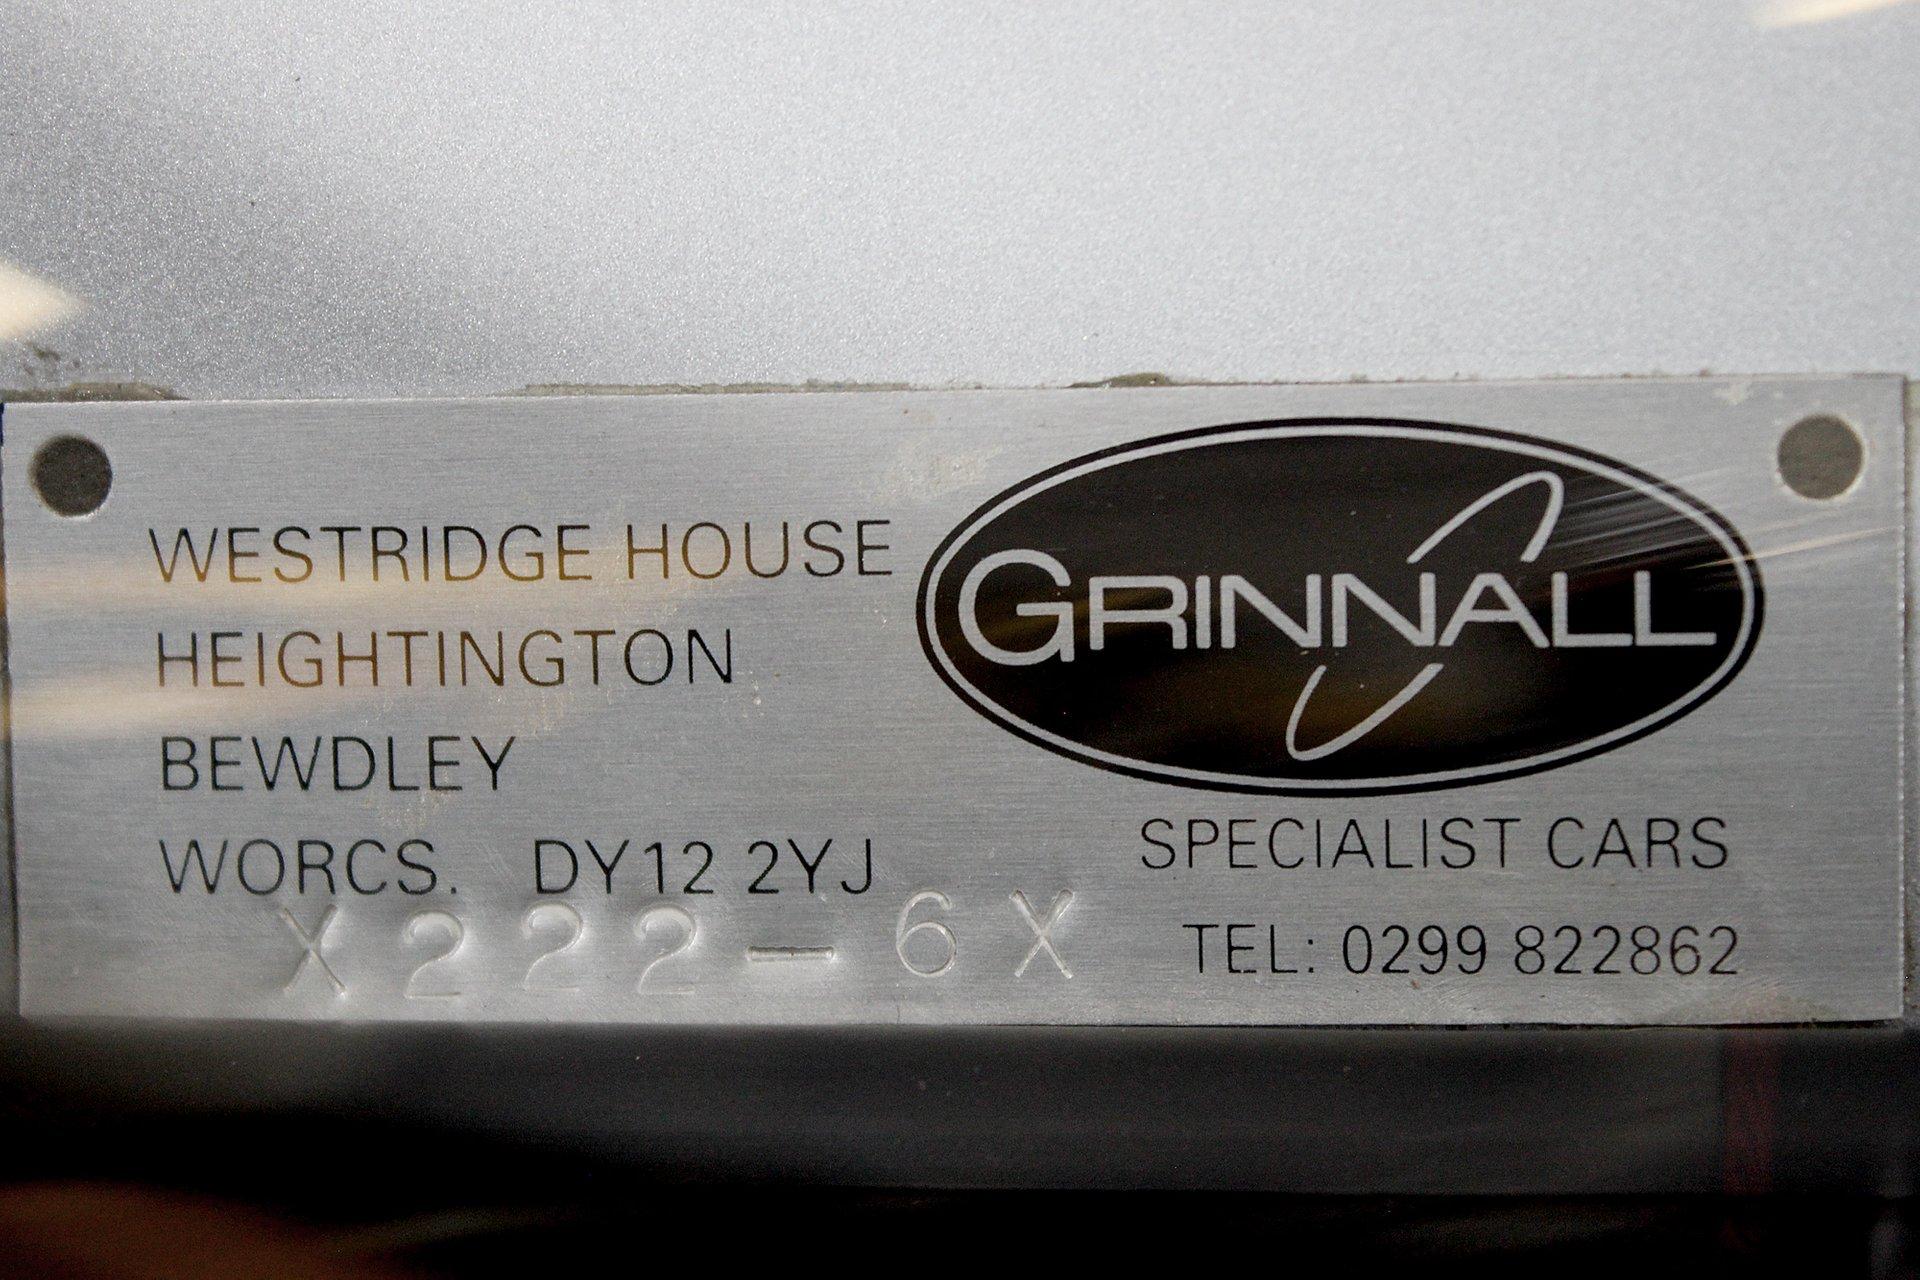 WESTRIDGE HOUSE
HEIGHTINGTON
BEWDLEY
WORCS. DY12 2YJ
X222-6X
GRINNALL
SPECIALIST CARS
TEL: 0299 822862